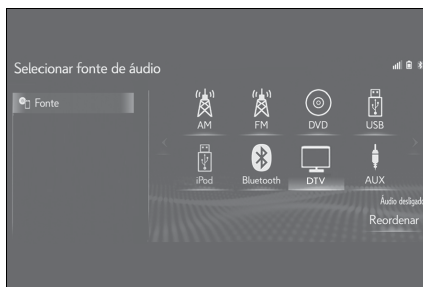 Selecionar fonte de áudio
Fonte
AM FM DVD USB
iPod Bluetooth DTV AUX
Áudio desligado
Reordenar